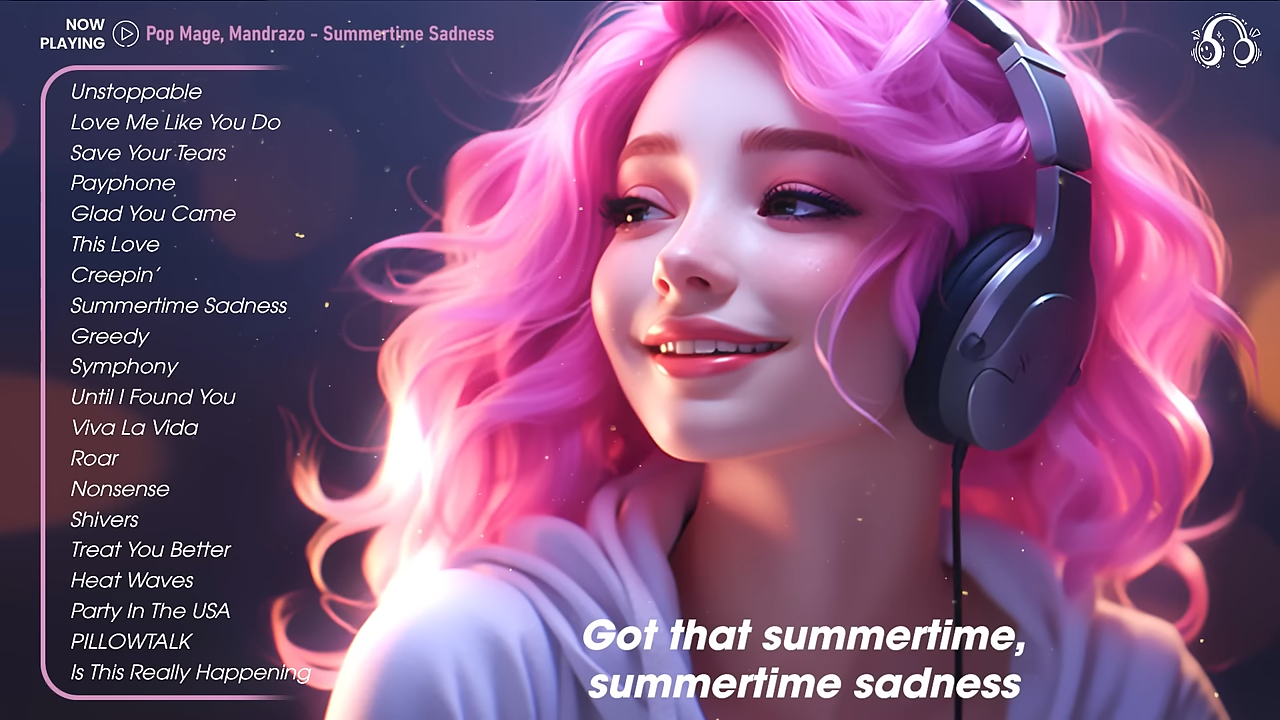 NOW
PLAYING
Pop Mage, Mandrazo - Summertime Sadness
Unstoppable
Love Me Like You Do
Save Your Tears
Payphone
Glad You Came
This Love
Creepin’
Summertime Sadness
Greedy
Symphony
Until I Found You
Viva La Vida
Roar
Nonsense
Shivers
Treat You Better
Heat Waves
Party In The USA
PILLOWTALK
Is This Really Happening
Got that summertime,
summertime sadness